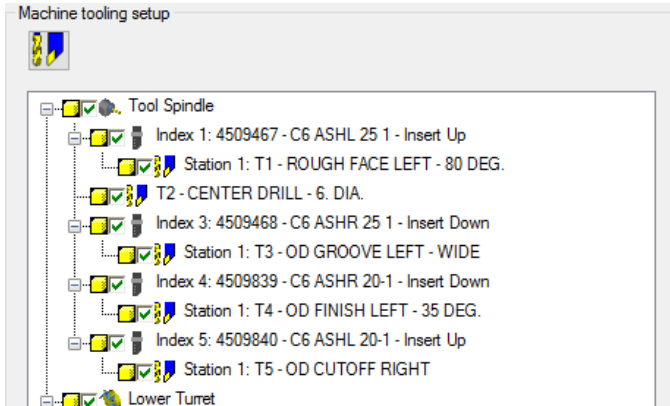 Machine tooling setup
Tool Spindle
Index 1: 4509467 - C6 ASHL 25 1 - Insert Up
Station 1: T1 - ROUGH FACE LEFT - 80 DEG.
T2 - CENTER DRILL - 6. DIA.
Index 3: 4509468 - C6 ASHR 25 1 - Insert Down
Station 1: T3 - OD GROOVE LEFT - WIDE
Index 4: 4509839 - C6 ASHR 20-1 - Insert Down
Station 1: T4 - OD FINISH LEFT - 35 DEG.
Index 5: 4509840 - C6 ASHL 20-1 - Insert Up
Station 1: T5 - OD CUTOFF RIGHT
Lower Turret